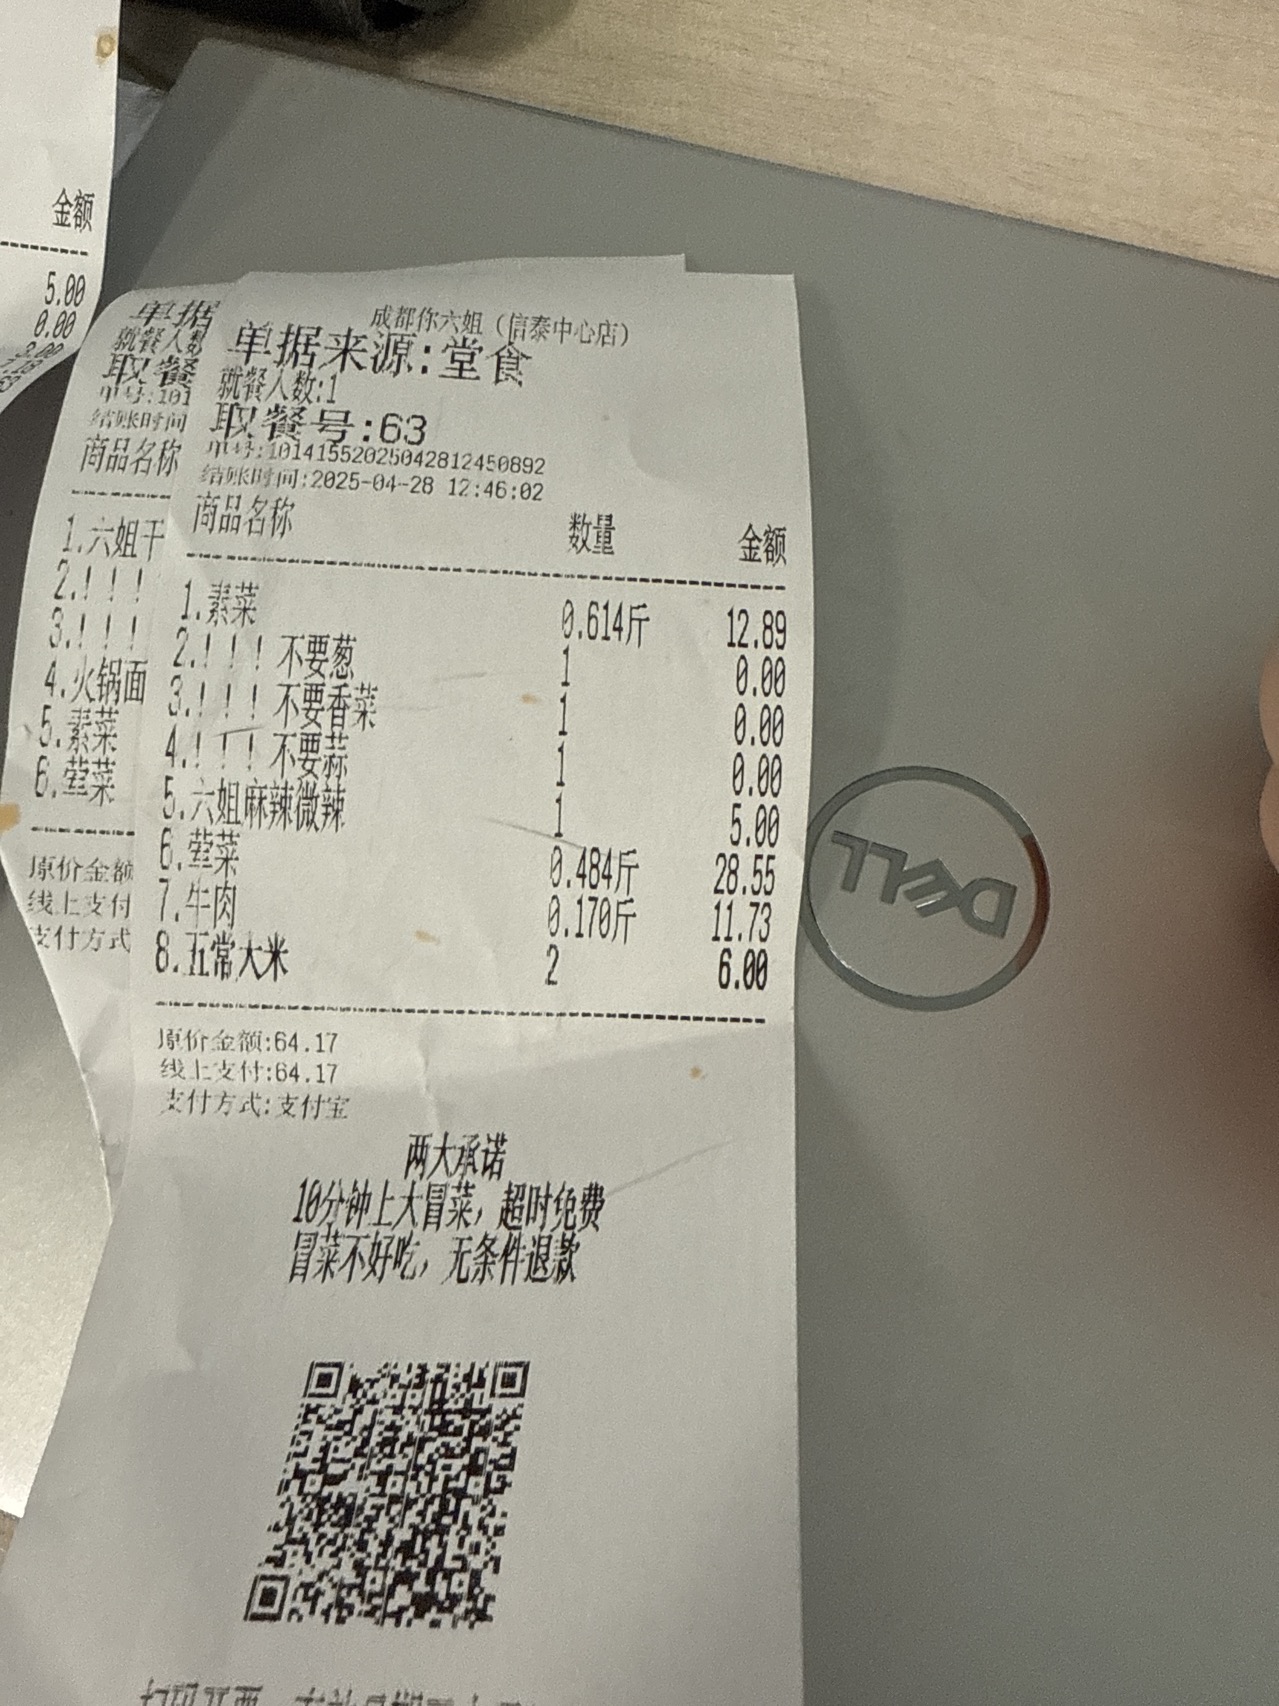 金额
5.00
0.00
3.00
单据
就餐人数
取餐
单号:101
结账时间
商品名称
1.六姐干
2.！！！
3.！！！
4.火锅面
5.素菜
6.荤菜
原价金额
线上支付
支付方式
成都你六姐（信泰中心店）
单据来源:堂食
就餐人数:1
取餐号:63
单号:10141552025042812450892
结账时间:2025-04-28 12:46:02
商品名称 数量 金额
1.素菜 0.614斤 12.89
2.！！！不要葱 1 0.00
3.！！！不要香菜 1 0.00
4.！！！不要蒜 1 0.00
5.六姐麻辣微辣 1 5.00
6.荤菜 0.484斤 28.55
7.牛肉 0.170斤 11.73
8.五常大米 2 6.00
原价金额:64.17
线上支付:64.17
支付方式:支付宝
两大承诺
10分钟上大冒菜，超时免费
冒菜不好吃，无条件退款
DELL